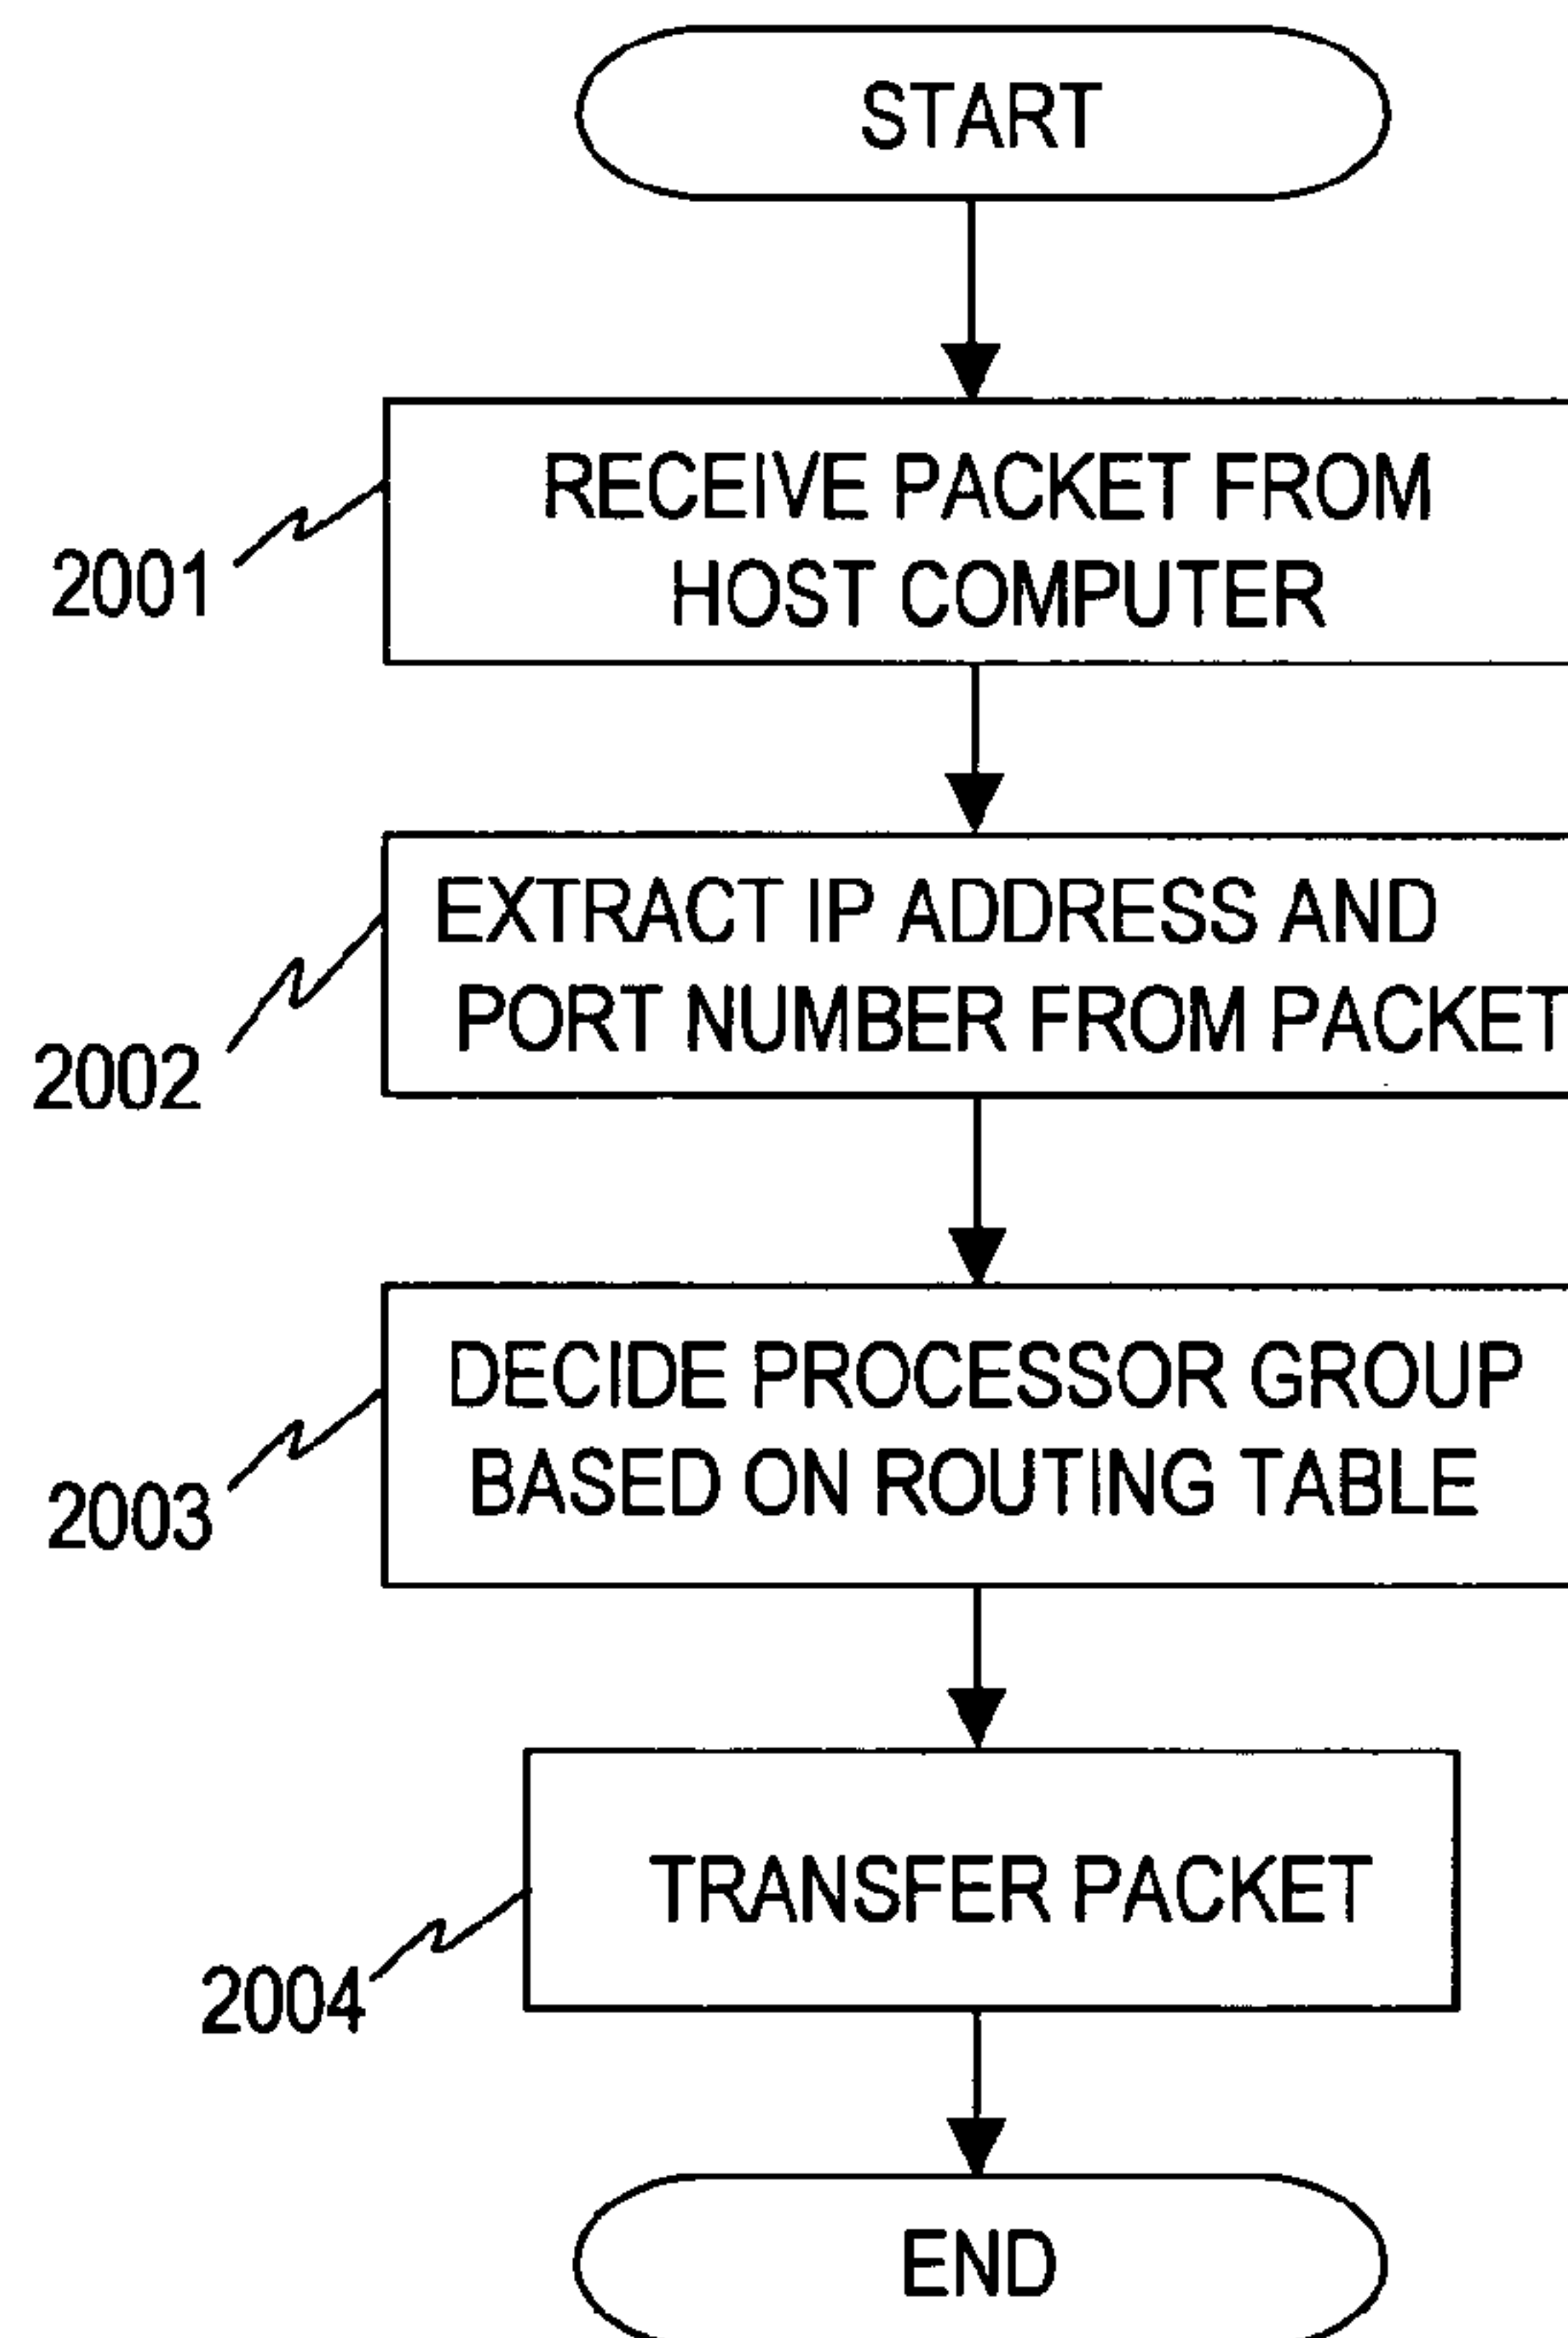 START
RECEIVE PACKET FROM
HOST COMPUTER
2001
EXTRACT IP ADDRESS AND
PORT NUMBER FROM PACKET
2002
DECIDE PROCESSOR GROUP
BASED ON ROUTING TABLE
2003
TRANSFER PACKET
2004
END